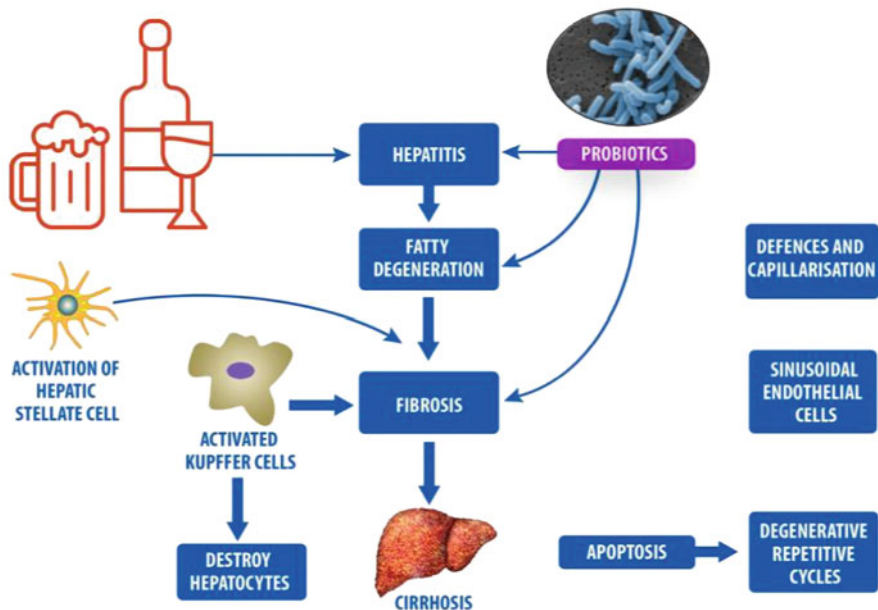 HEPATITIS
PROBIOTICS
FATTY
DEGENERATION
DEFENCES AND
CAPILLARISATION
ACTIVATION OF
HEPATIC
STELLATE CELL
ACTIVATED
KUPFFER CELLS
FIBROSIS
SINUSOIDAL
ENDOTHELIAL
CELLS
DESTROY
HEPATOCYTES
CIRRHOSIS
APOPTOSIS
DEGENERATIVE
REPETITIVE
CYCLES